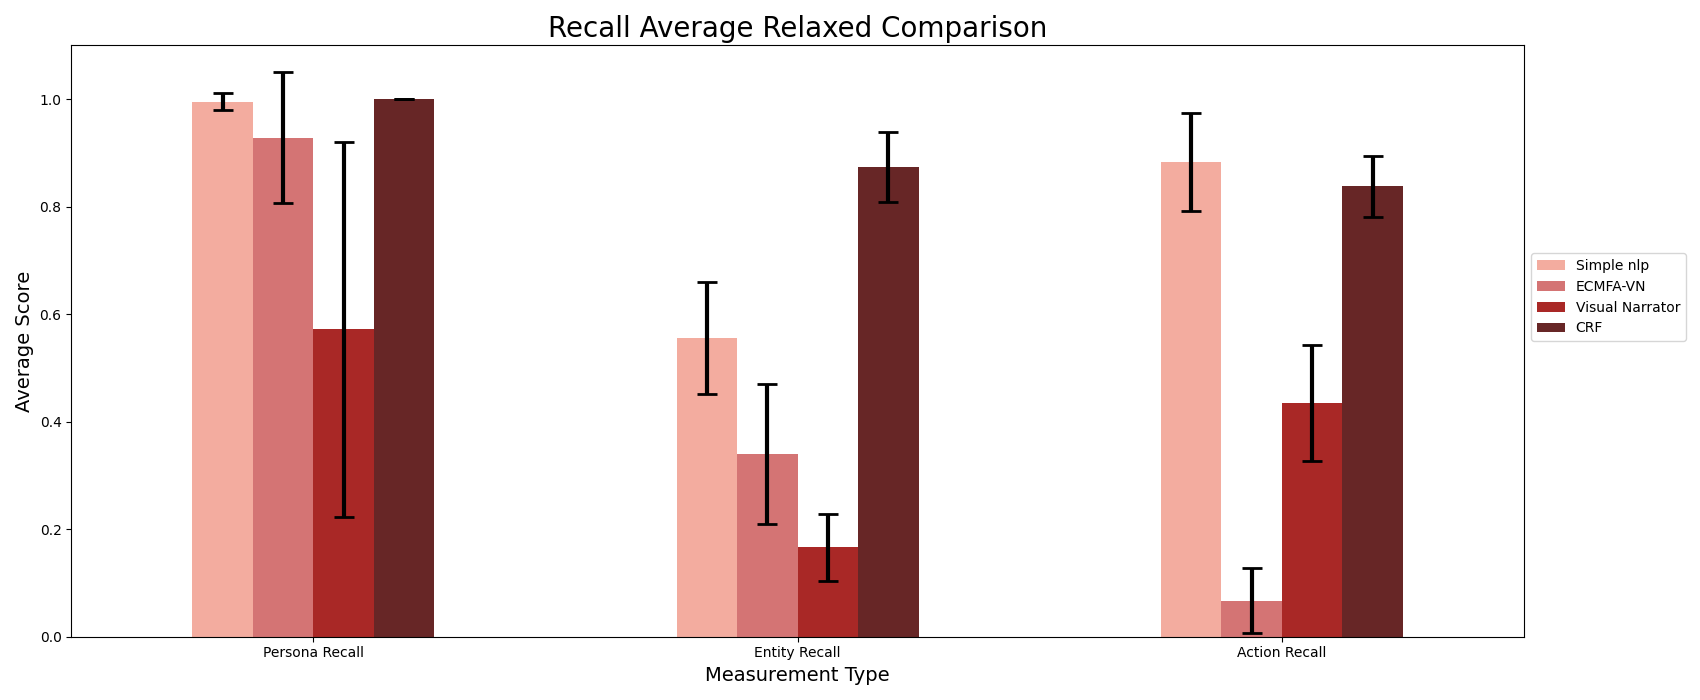 Recall Average Relaxed Comparison
Average Score
1.0
0.8
0.6
0.4
0.2
0.0
Persona Recall
Entity Recall
Action Recall
Measurement Type
Simple nlp
ECMFA-VN
Visual Narrator
CRF